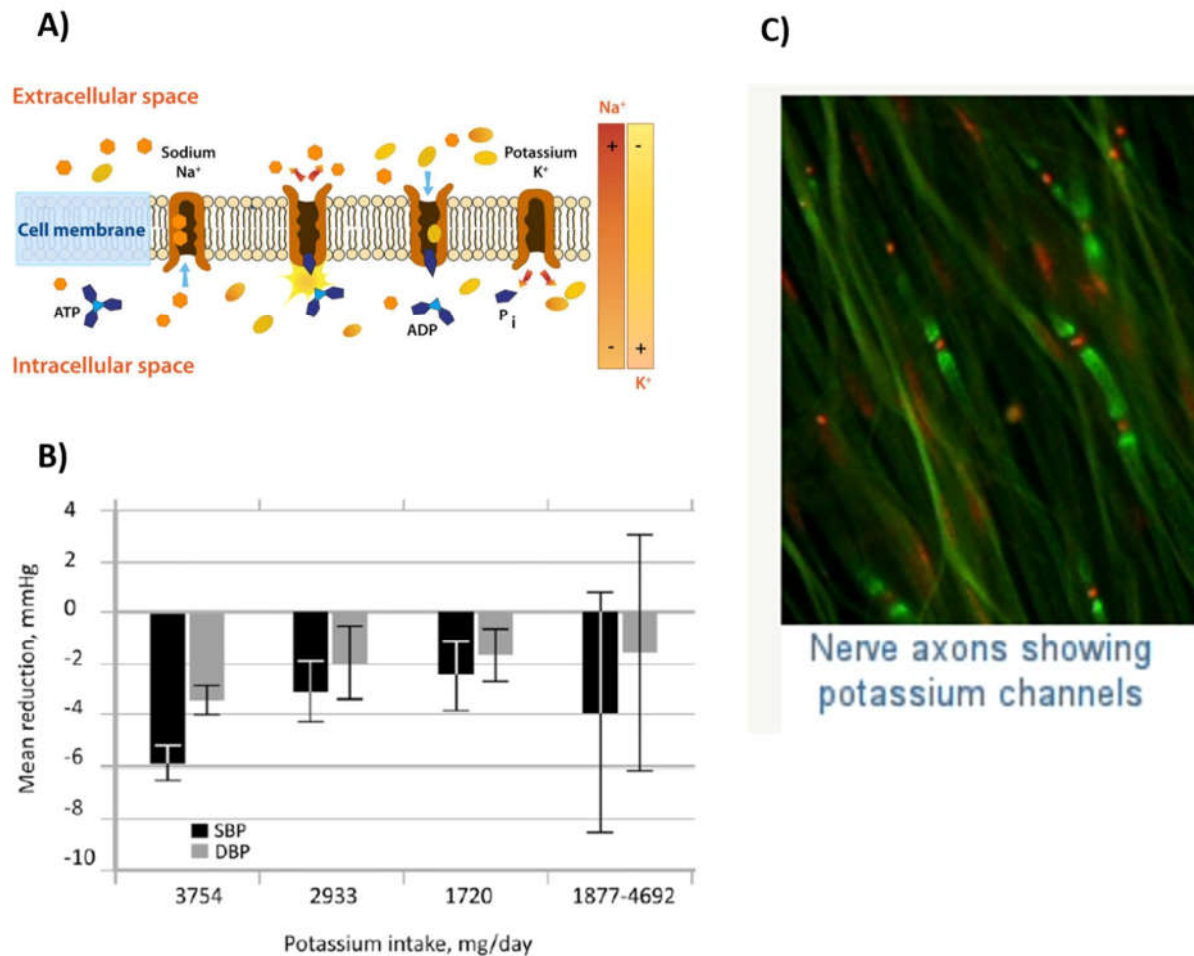 A)
Extracellular space
Sodium
Na⁺
Potassium
K⁺
Na⁺
+
-
Cell membrane
ATP
ADP
P i
-
+
Intracellular space
K⁺
B)
Mean reduction, mmHg
4
2
0
-2
-4
-6
-8
-10
SBP
DBP
3754 2933 1720 1877-4692
Potassium intake, mg/day
C)
Nerve axons showing
potassium channels